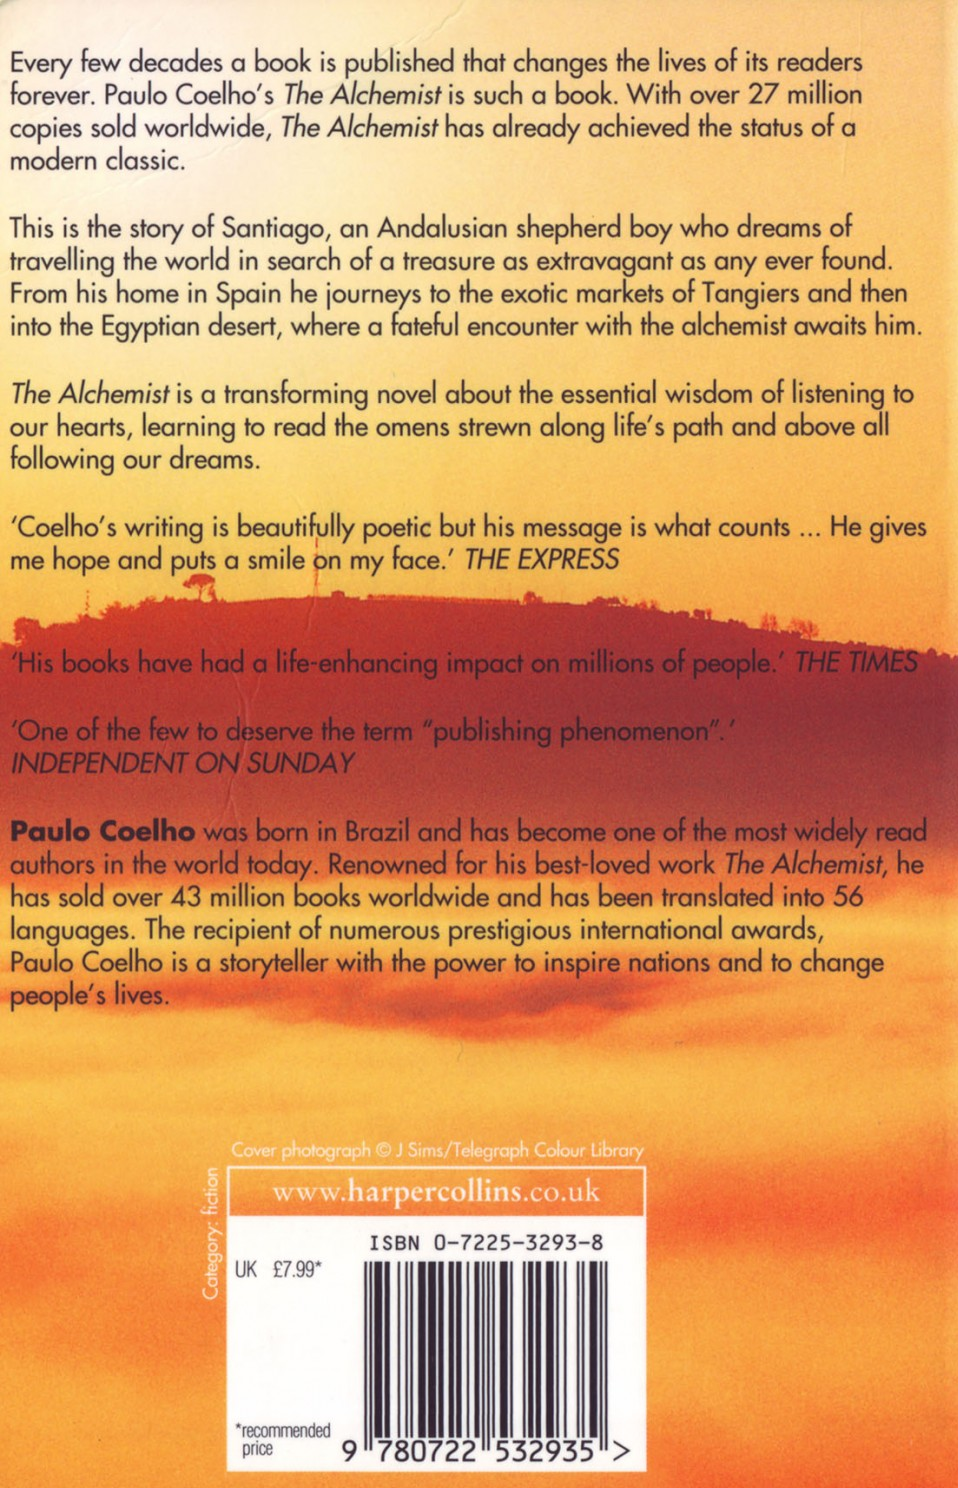 Every few decades a book is published that changes the lives of its readers
forever. Paulo Coelho's The Alchemist is such a book. With over 27 million
copies sold worldwide, The Alchemist has already achieved the status of a
modern classic.
This is the story of Santiago, an Andalusian shepherd boy who dreams of
travelling the world in search of a treasure as extravagant as any ever found.
From his home in Spain he journeys to the exotic markets of Tangiers and then
into the Egyptian desert, where a fateful encounter with the alchemist awaits him.
The Alchemist is a transforming novel about the essential wisdom of listening to
our hearts, learning to read the omens strewn along life's path and above all
following our dreams.
'Coelho's writing is beautifully poetic but his message is what counts ... He gives
me hope and puts a smile on my face.' THE EXPRESS
'His books have had a life-enhancing impact on millions of people.' THE TIMES
'One of the few to deserve the term "publishing phenomenon".'
INDEPENDENT ON SUNDAY
Paulo Coelho was born in Brazil and has become one of the most widely read
authors in the world today. Renowned for his best-loved work The Alchemist, he
has sold over 43 million books worldwide and has been translated into 56
languages. The recipient of numerous prestigious international awards,
Paulo Coelho is a storyteller with the power to inspire nations and to change
people's lives.
Cover photograph © J Sims/Telegraph Colour Library
Category: fiction
www.harpercollins.co.uk
ISBN 0-7225-3293-8
UK £7.99*
*recommended
price
9 780722 532935 >